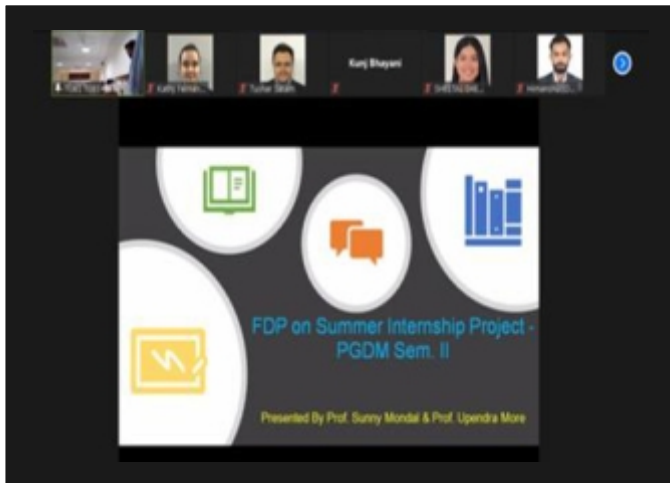 Kunj Bhayani
FDP on Summer Internship Project -
PGDM Sem. II
Presented By Prof. Sunny Mondal & Prof. Upendra More